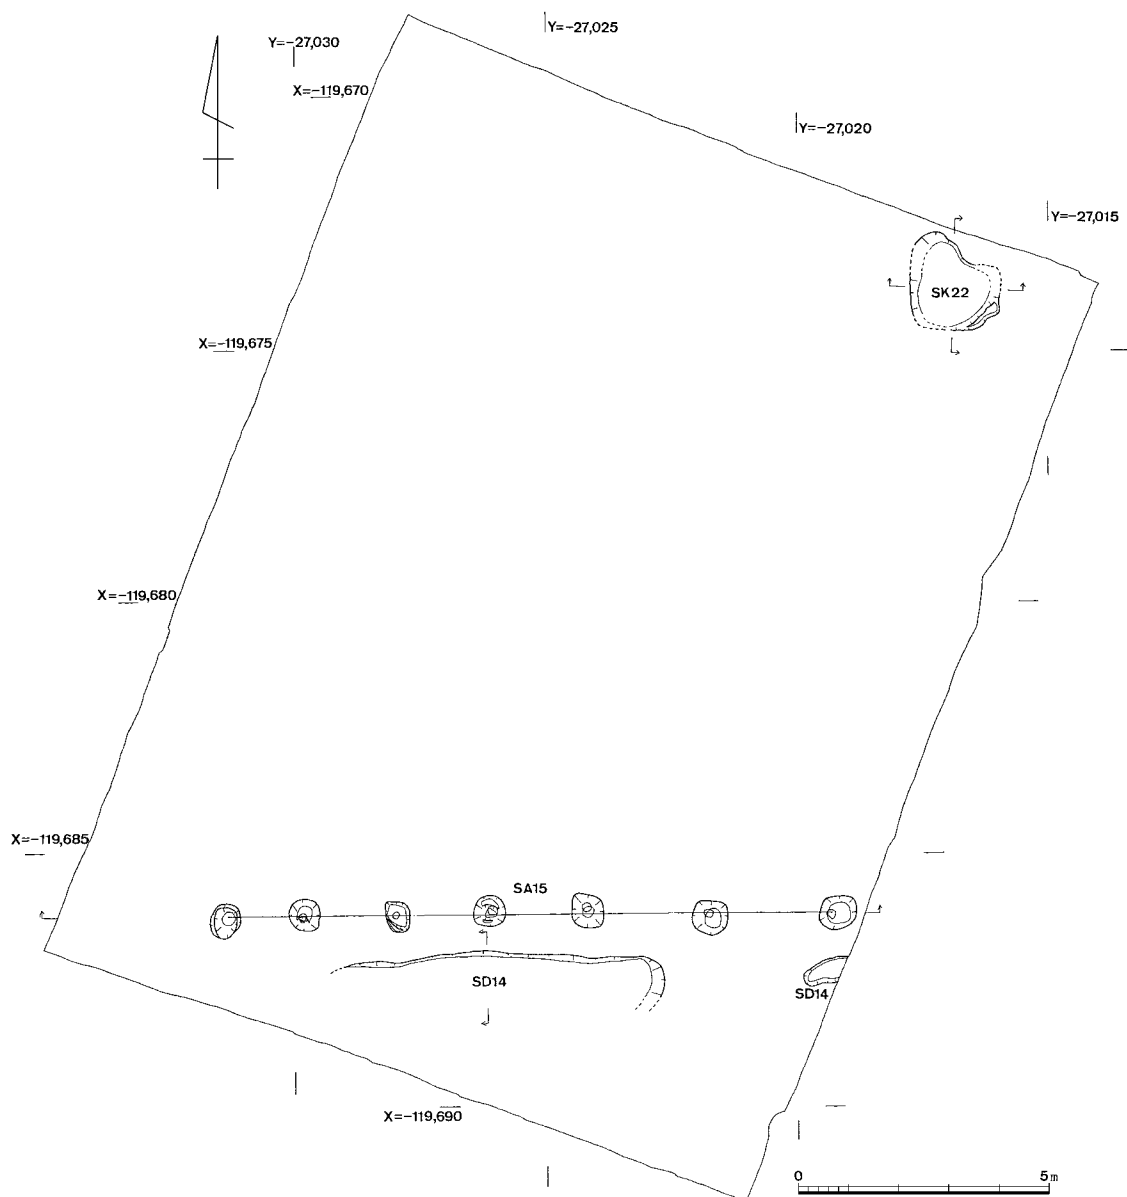 Y=-27,025
Y=-27,030
X=-119,670
Y=-27,020
Y=-27,015
SK22
X=-119,675
X=-119,680
X=-119,685
SA15
SD14
SD14
X=-119,690
0 5m